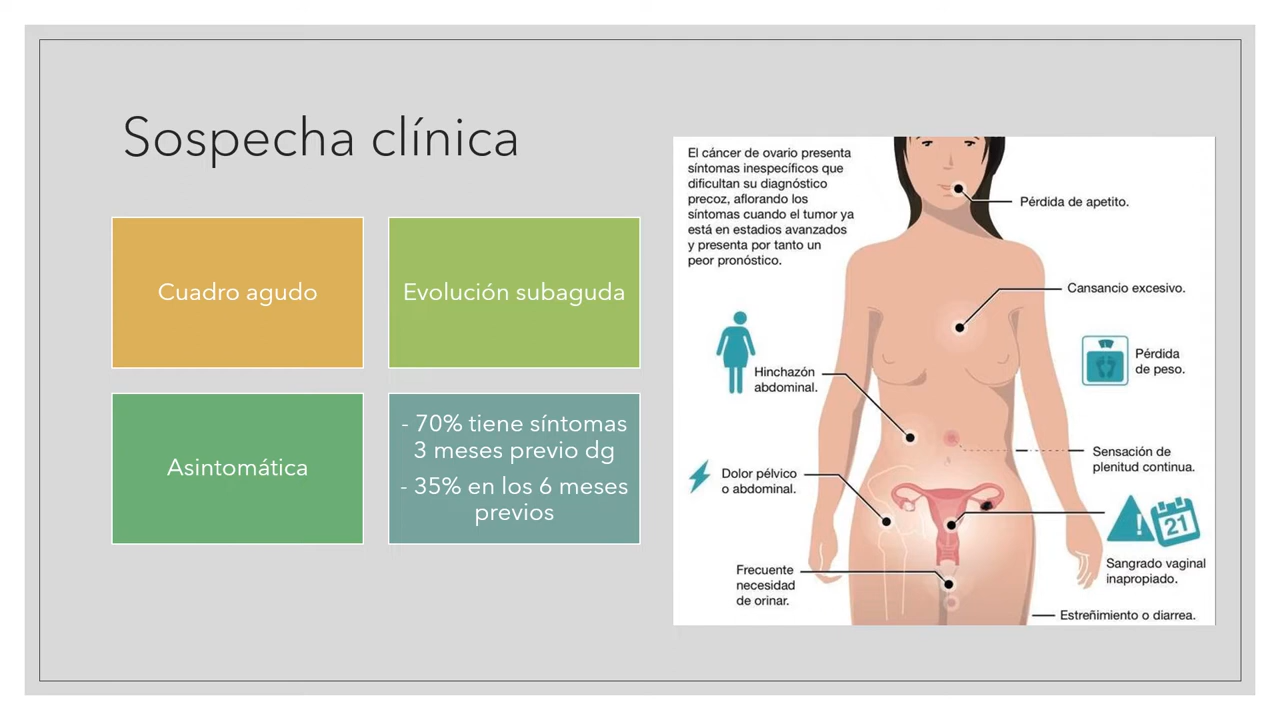 Sospecha clínica
Cuadro agudo
Evolución subaguda
Asintomática
- 70% tiene síntomas
3 meses previo dg
- 35% en los 6 meses
previos
El cáncer de ovario presenta
síntomas inespecíficos que
dificultan su diagnóstico
precoz, aflorando los
síntomas cuando el tumor ya
está en estadios avanzados
y presenta por tanto un
peor pronóstico.
Pérdida de apetito.
Cansancio excesivo.
Pérdida
de peso.
Hinchazón
abdominal.
Sensación de
plenitud continua.
Dolor pélvico
o abdominal.
21
Sangrado vaginal
inapropiado.
Frecuente
necesidad
de orinar.
Estreñimiento o diarrea.